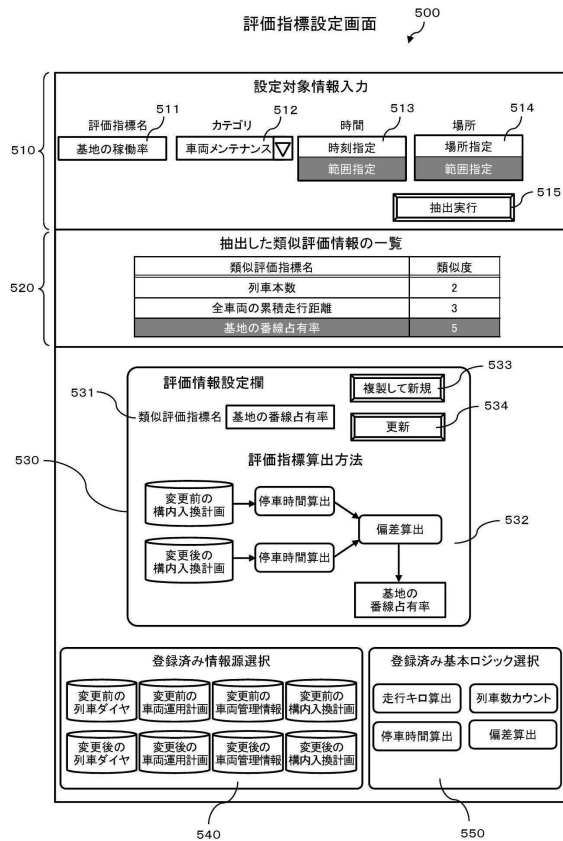 評価指標設定画面
500
設定対象情報入力
510
評価指標名
511
基地の稼働率
カテゴリ
512
車両メンテナンス
時間
513
時刻指定
範囲指定
場所
514
場所指定
範囲指定
抽出実行
515
抽出した類似評価情報の一覧
520
類似評価指標名 類似度
列車本数 2
全車両の累積走行距離 3
基地の番線占有率 5
評価情報設定欄
複製して新規
533
531
類似評価指標名 基地の番線占有率
更新
534
530
評価指標算出方法
変更前の
構内入換計画
停車時間算出
変更後の
構内入換計画
停車時間算出
偏差算出
532
基地の
番線占有率
登録済み情報源選択
変更前の
列車ダイヤ
変更前の
車両運用計画
変更前の
車両管理情報
変更前の
構内入換計画
変更後の
列車ダイヤ
変更後の
車両運用計画
変更後の
車両管理情報
変更後の
構内入換計画
540
登録済み基本ロジック選択
走行キロ算出
列車数カウント
停車時間算出
偏差算出
550